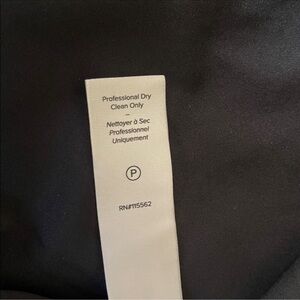 Professional Dry
Clean Only
–
Nettoyer à Sec
Professionnel
Uniquement
P
RN#115562